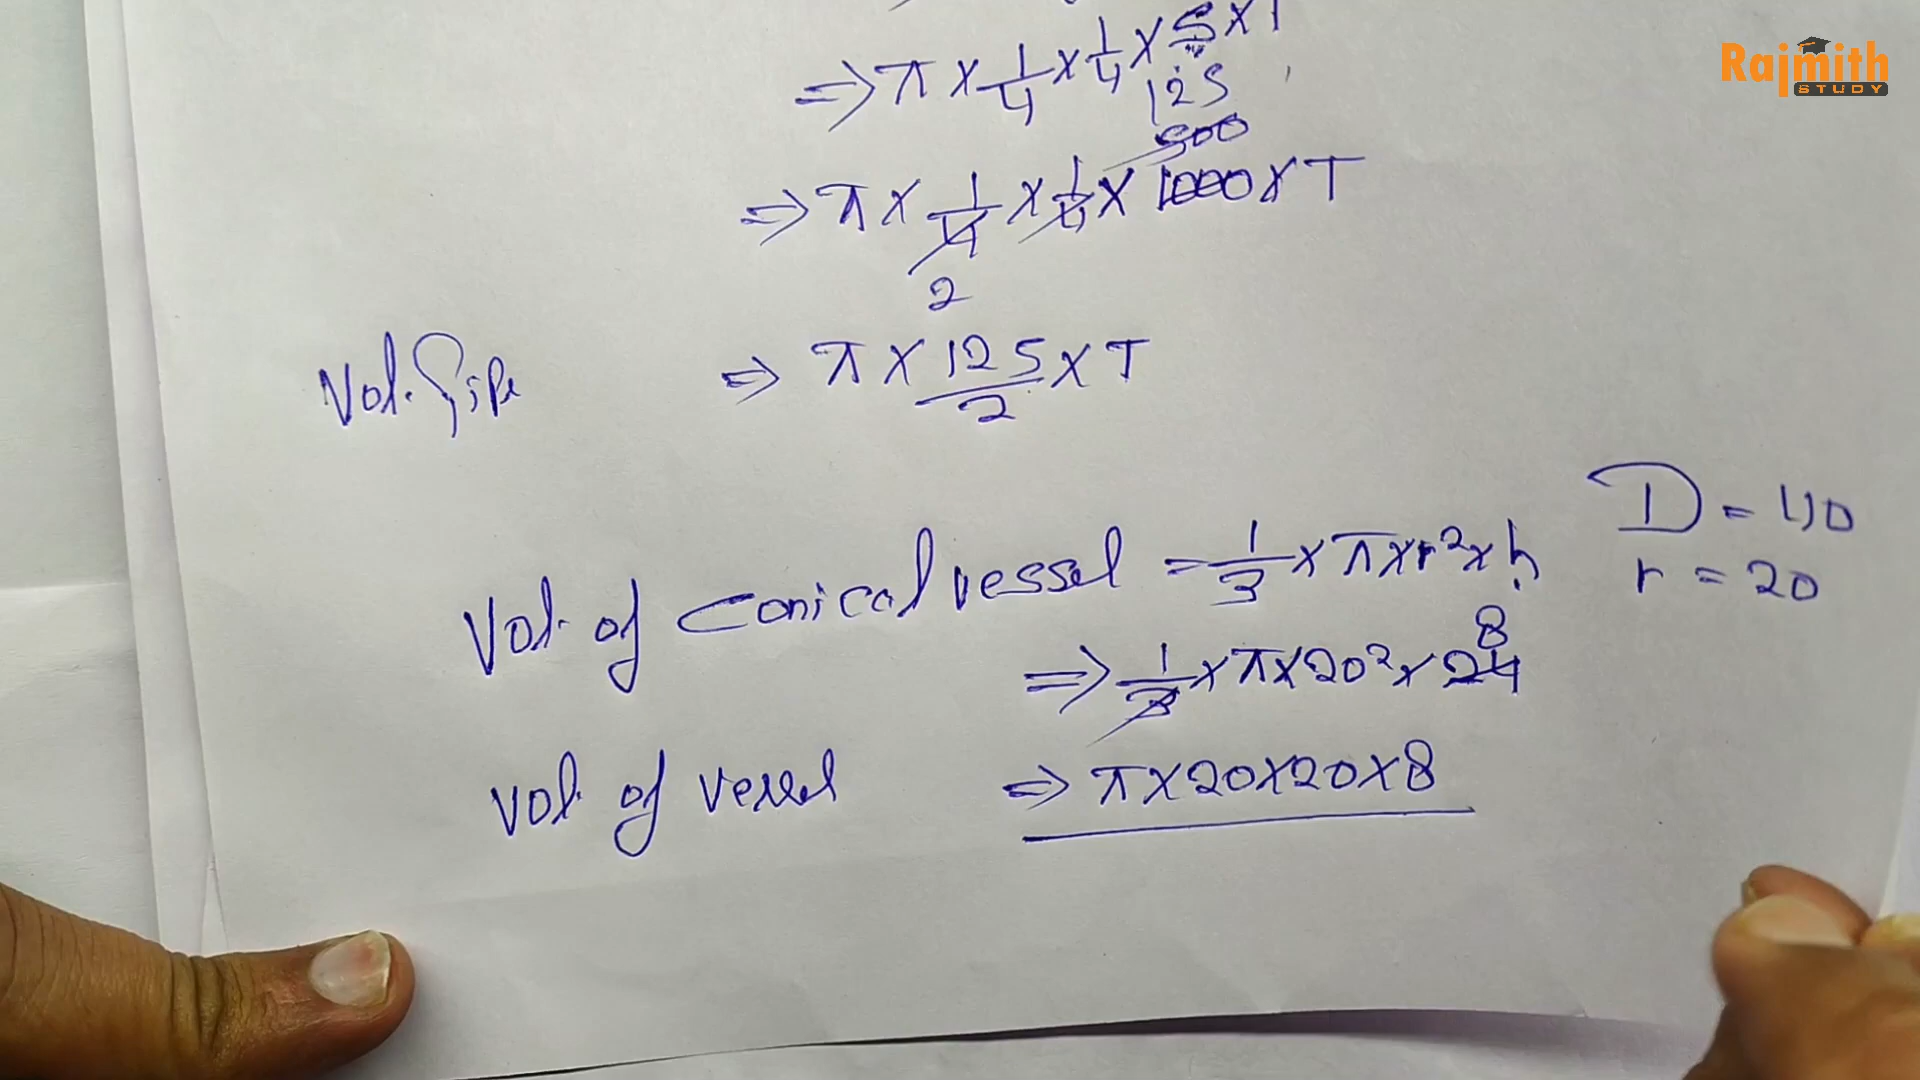 Rajmith
STUDY
⇒ π × 1/4 × 1/4 × 5 × T
125
500
⇒ π × 1/4 × 1/4 × 1000 × T
2
Vol. Pipe ⇒ π × 125/2 × T
D = 40
r = 20
Vol. of conical vessel = 1/3 × π × r² × h
8
⇒ 1/3 × π × 20² × 24
vol. of vessel ⇒ π × 20 × 20 × 8